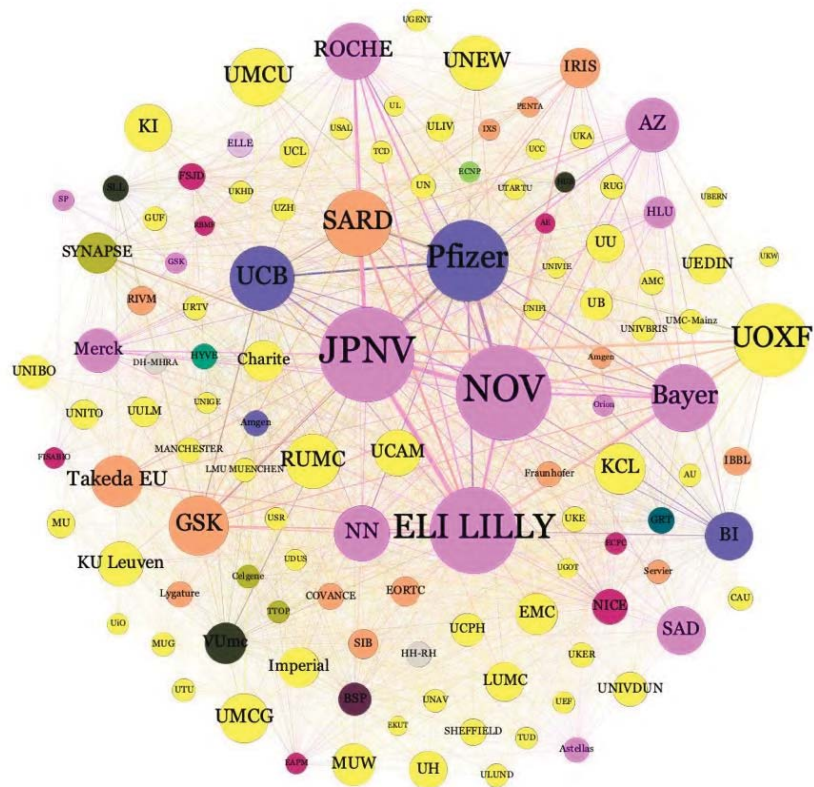 UGENT
ROCHE
UNEW
UMCU
IRIS
UL
PENTA
KI
USAL
ULIV
IXS
AZ
UCL
TCD
UCC
UKA
ELLE
FSJD
ECNP
SLL
UKHD
UN
UTARTU
RUG
UBERN
SP
UZH
GUF
SARD
HLU
SYNAPSE
GSK
UCB
Pfizer
UNIVIE
UU
UEDIN
UKW
RIVM
URTV
UNIFI
UB
AMC
UMC-Mainz
UNIVBRIS
UOXF
Merck
DH-MHRA
HYVE
Charite
JPNV
Amgen
UNIBO
NOV
Bayer
UNITO
UULM
UNIGE
Amgen
Orion
MANCHESTER
RUMC
UCAM
FISABIO
LMU MUENCHEN
KCL
IBBL
Takeda EU
Fraunhofer
AU
MU
GSK
USR
NN
ELI LILLY
UKE
GRT
BI
ECPC
KU Leuven
UDUS
UGOT
Celgene
Servier
Lygature
TTOP
COVANCE
EORTC
NICE
CAU
UiO
MUG
VUmc
SIB
HH-RH
UCPH
EMC
SAD
Imperial
UKER
UTU
BSP
UNAV
LUMC
UEF
UNIVDUN
UMCG
EKUT
SHEFFIELD
TUD
EAPM
MUW
UH
ULUND
Astellas